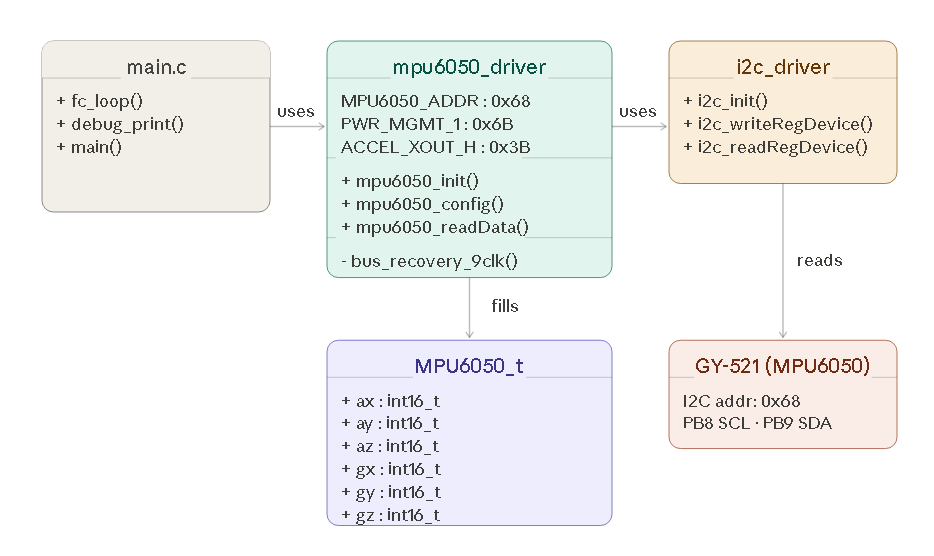 main.c
+ fc_loop()
+ debug_print()
+ main()
uses
mpu6050_driver
MPU6050_ADDR : 0x68
PWR_MGMT_1: 0x6B
ACCEL_XOUT_H : 0x3B
+ mpu6050_init()
+ mpu6050_config()
+ mpu6050_readData()
- bus_recovery_9clk()
uses
i2c_driver
+ i2c_init()
+ i2c_writeRegDevice()
+ i2c_readRegDevice()
fills
reads
MPU6050_t
+ ax : int16_t
+ ay : int16_t
+ az : int16_t
+ gx : int16_t
+ gy : int16_t
+ gz : int16_t
GY-521 (MPU6050)
I2C addr: 0x68
PB8 SCL · PB9 SDA